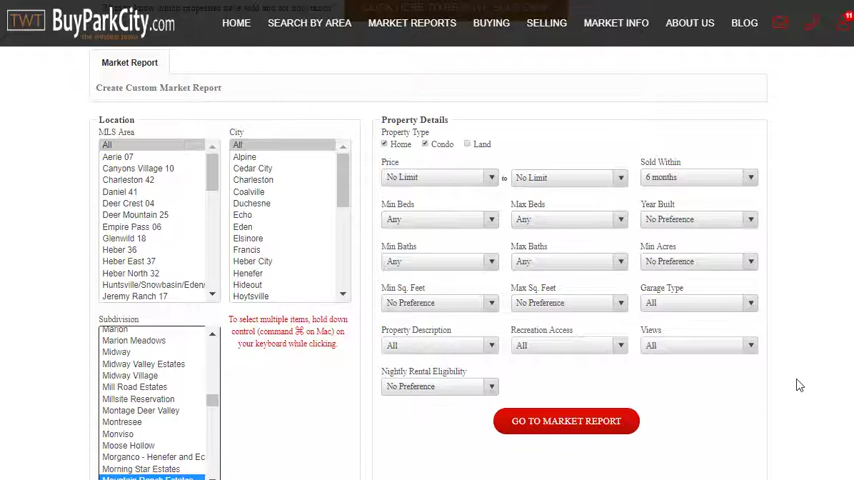 TWT BuyParkCity.com
HOME SEARCH BY AREA MARKET REPORTS BUYING SELLING MARKET INFO ABOUT US BLOG 11
Market Report
Create Custom Market Report
Location
MLS Area
All
Aerie 07
Canyons Village 10
Charleston 42
Daniel 41
Deer Crest 04
Deer Mountain 25
Empire Pass 06
Glenwild 18
Heber 36
Heber East 37
Heber North 32
Huntsville/Snowbasin/Eden/
Jeremy Ranch 17
City
All
Alpine
Cedar City
Charleston
Coalville
Duchesne
Echo
Eden
Elsinore
Francis
Heber City
Henefer
Hideout
Hoytsville
Subdivision
Marion
Marion Meadows
Midway
Midway Valley Estates
Midway Village
Mill Road Estates
Millsite Reservation
Montage Deer Valley
Montresee
Monviso
Moose Hollow
Morganco - Henefer and Ec
Morning Star Estates
Mountain Ranch Estates
To select multiple items, hold down
control (command ⌘ on Mac) on
your keyboard while clicking.
Property Details
Property Type
Home Condo Land
Price
No Limit to No Limit
Sold Within
6 months
Min Beds
Any
Max Beds
Any
Year Built
No Preference
Min Baths
Any
Max Baths
Any
Min Acres
No Preference
Min Sq. Feet
No Preference
Max Sq. Feet
No Preference
Garage Type
All
Property Description
All
Recreation Access
All
Views
All
Nightly Rental Eligibility
No Preference
GO TO MARKET REPORT